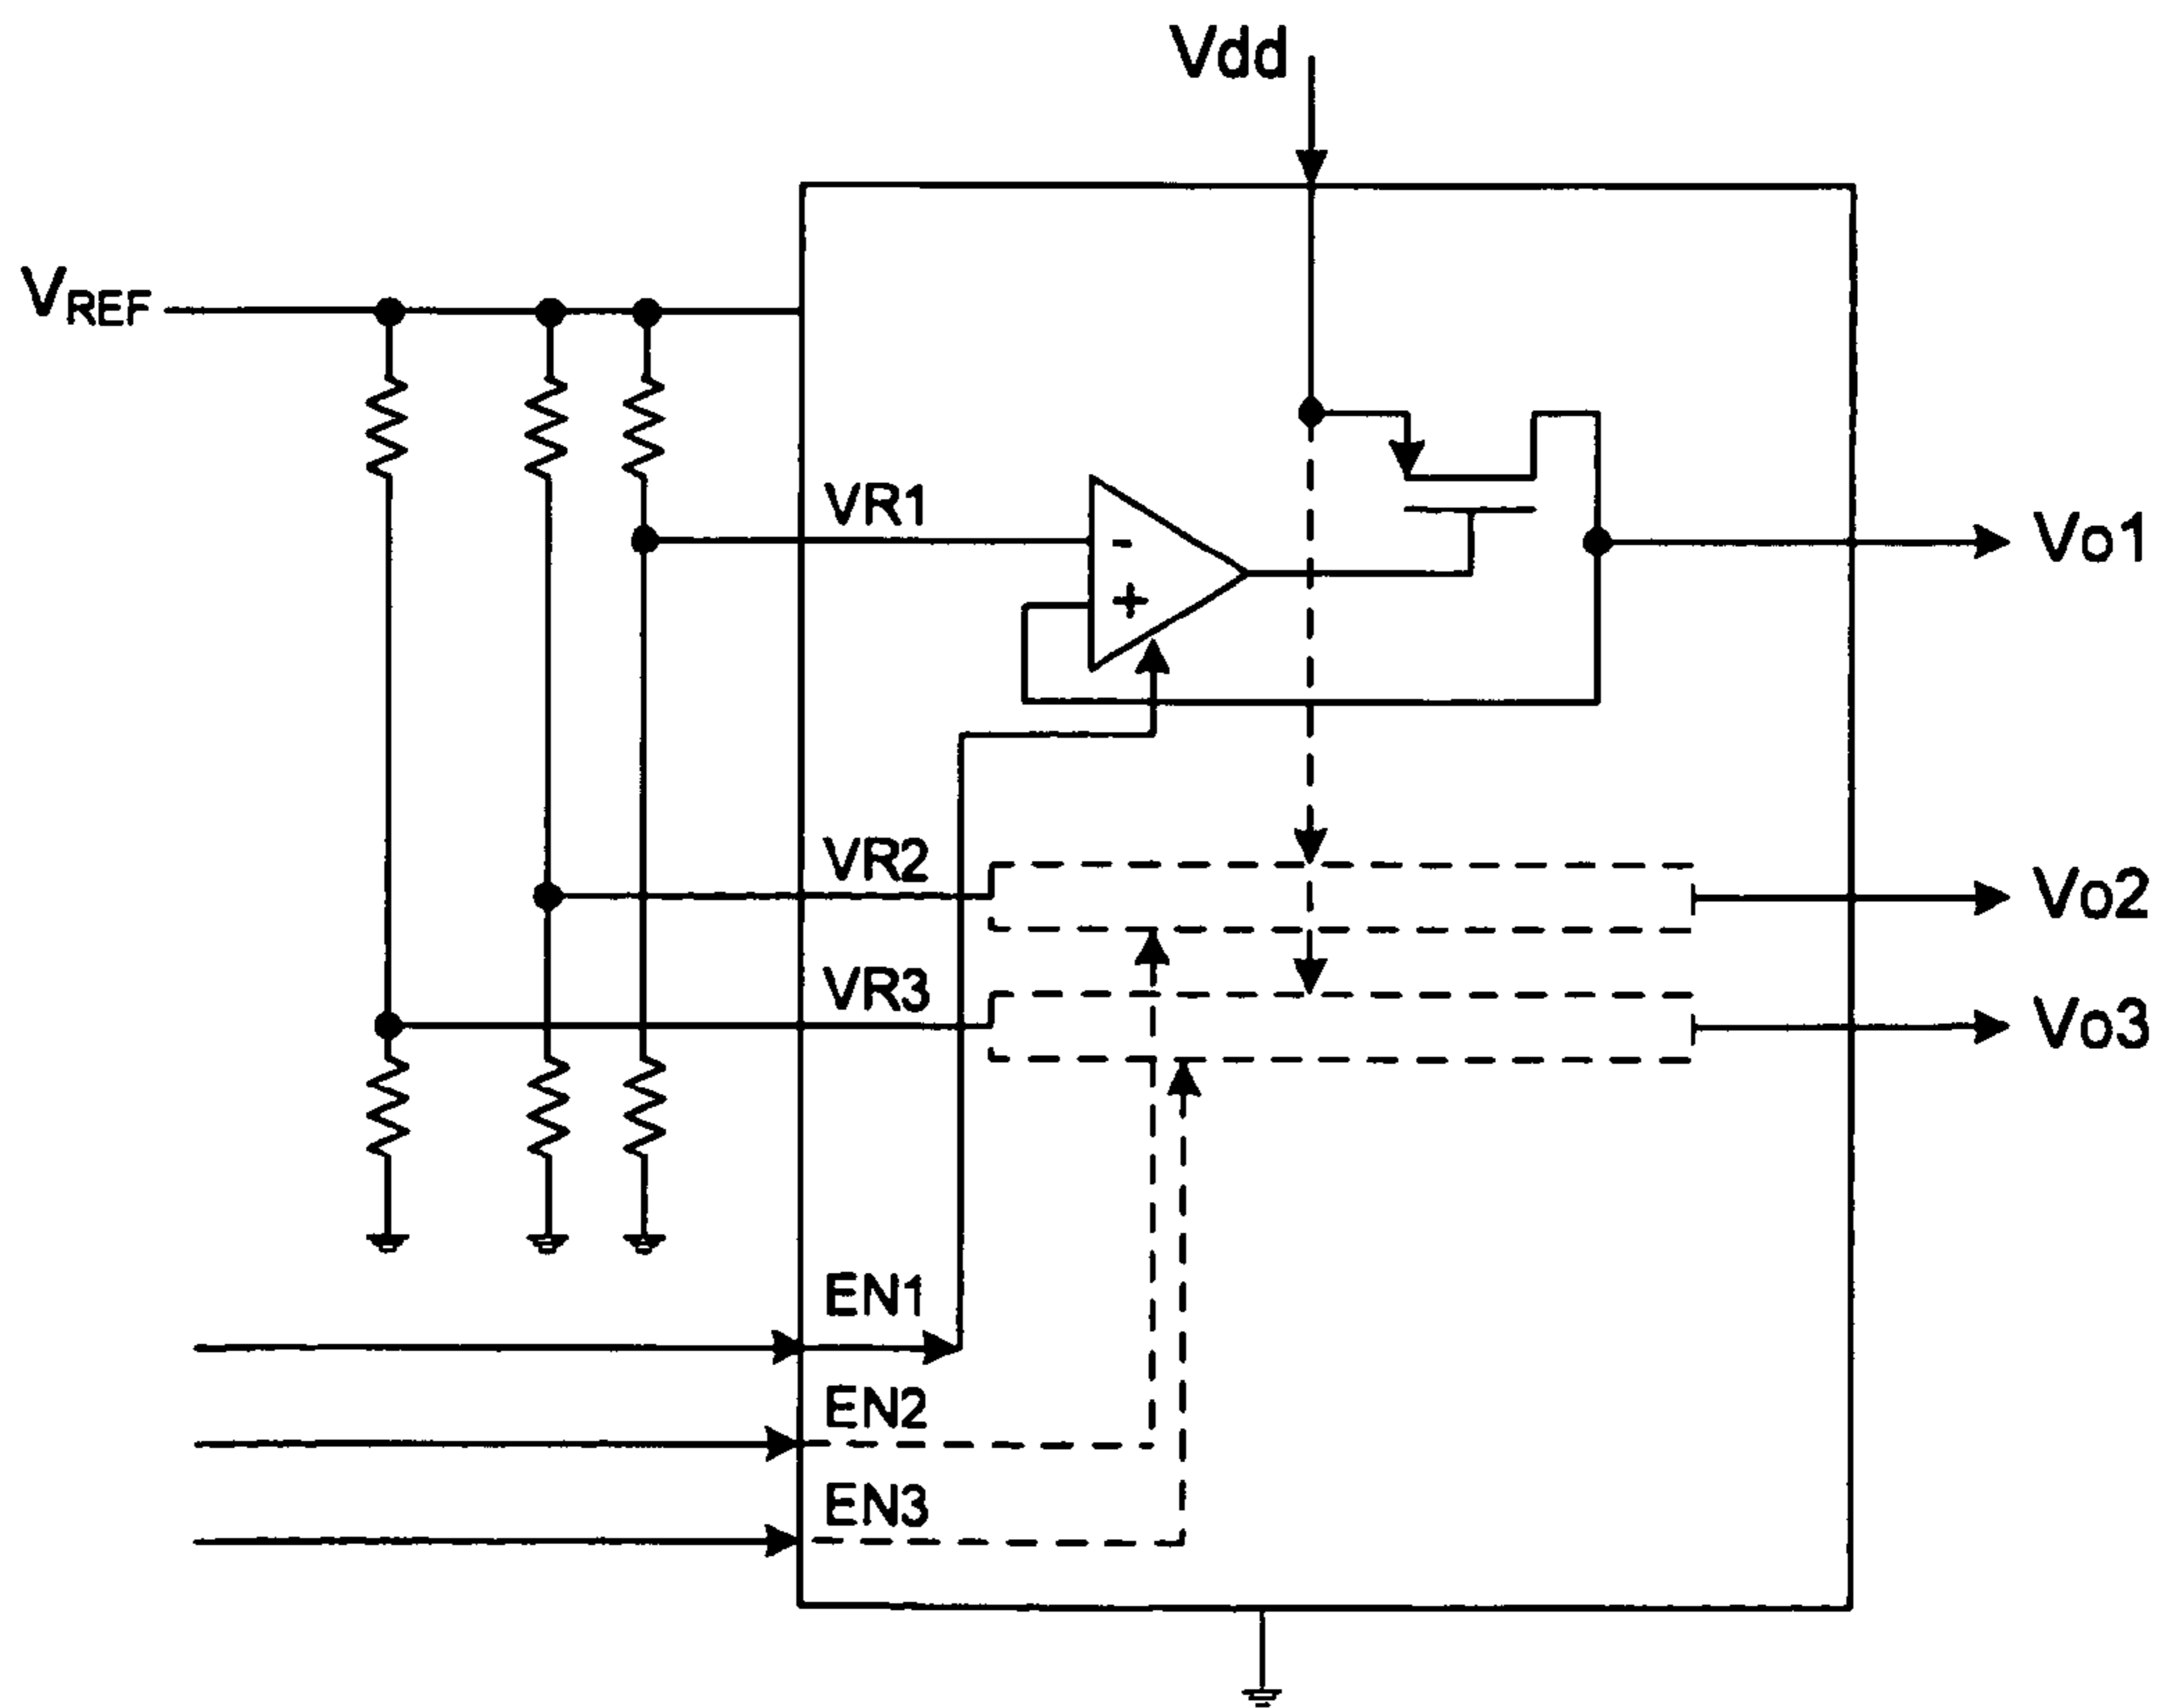 Vdd
VREF
VR1
-
+
Vo1
VR2
Vo2
VR3
Vo3
EN1
EN2
EN3